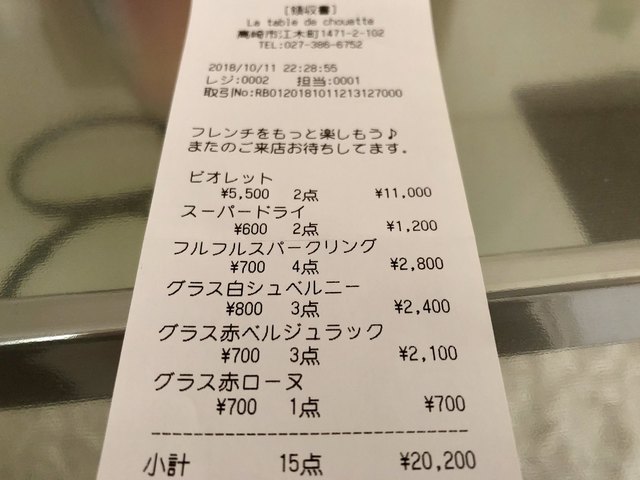 [領収書]
La table de chouette
高崎市江木町1471-2-102
TEL:027-386-6752
2018/10/11 22:28:55
レジ:0002 担当:0001
取引No:RB0120181011213127000
フレンチをもっと楽しもう♪
またのご来店お待ちしてます。
ビオレット
¥5,500 2点 ¥11,000
スーパードライ
¥600 2点 ¥1,200
フルフルスパークリング
¥700 4点 ¥2,800
グラス白シュベルニー
¥800 3点 ¥2,400
グラス赤ベルジュラック
¥700 3点 ¥2,100
グラス赤ローヌ
¥700 1点 ¥700
小計 15点 ¥20,200